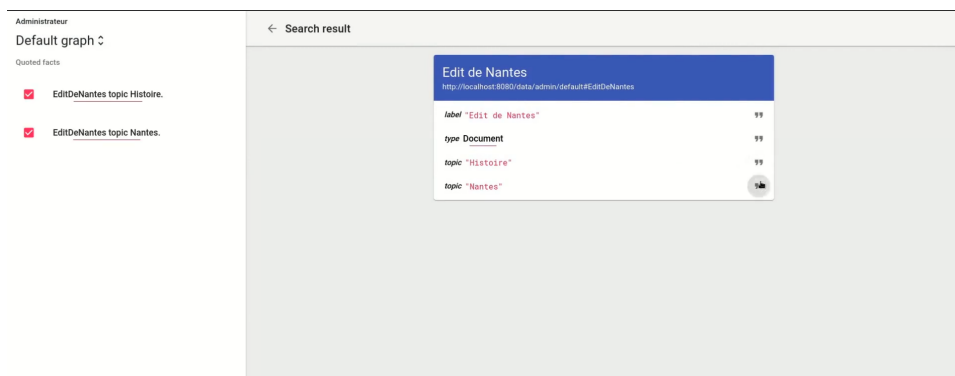 Administrateur
Default graph
Quoted facts
EditDeNantes topic Histoire.
EditDeNantes topic Nantes.
← Search result
Edit de Nantes
http://localhost:8080/data/admin/default#EditDeNantes
label "Edit de Nantes"
type Document
topic "Histoire"
topic "Nantes"